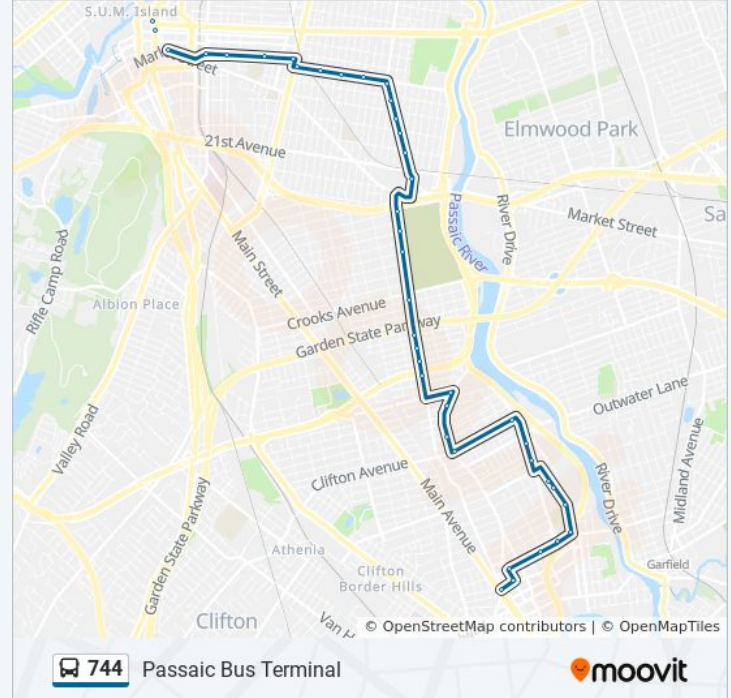 S.U.M. Island
Market Street
21st Avenue
Elmwood Park
Passaic River
River Drive
Market Street
Sa
Rifle Camp Road
Main Street
Albion Place
Crooks Avenue
Garden State Parkway
Outwater Lane
Valley Road
Clifton Avenue
Main Avenue
River Drive
Midland Avenue
Garden State Parkway
Athenia
Clifton
Border Hills
Garfield
Clifton
Van H
© OpenStreetMap contributors | © OpenMapTiles
744 Passaic Bus Terminal moovit